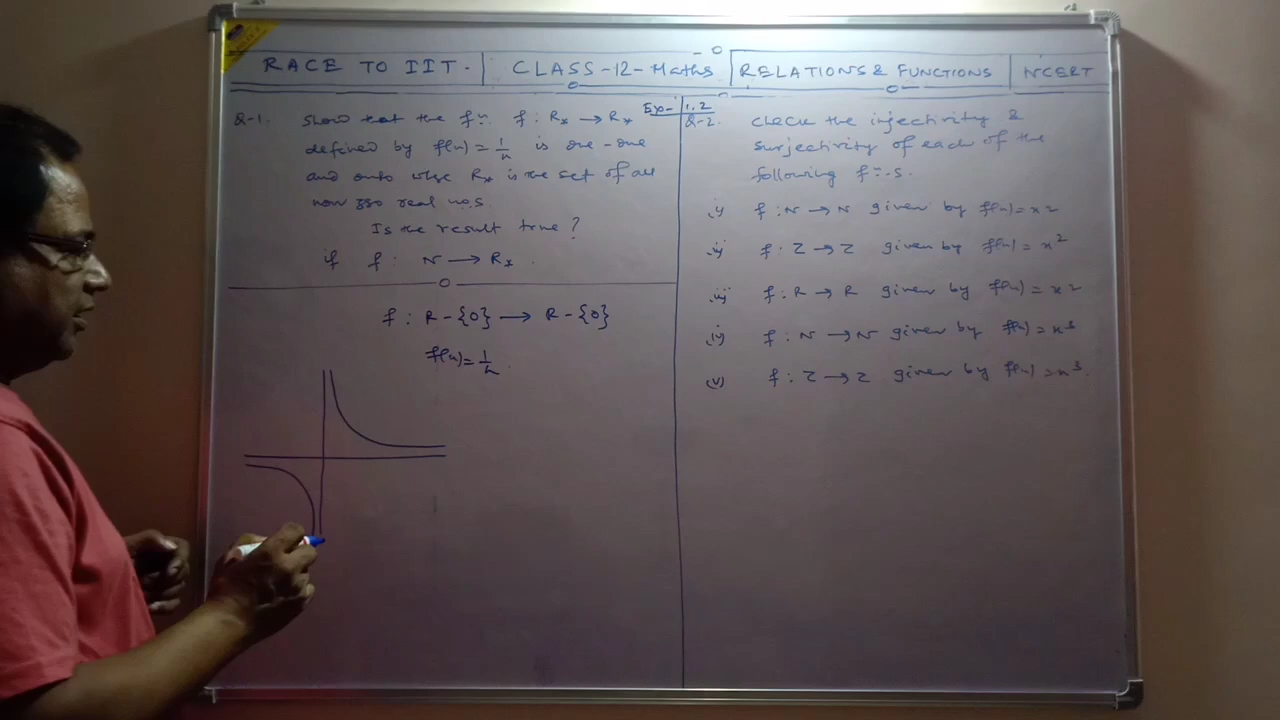 RACE TO IIT. CLASS-12-Maths RELATIONS & FUNCTIONS NCERT
Ex- 1.2
Q-1. Show that the fⁿ: f: R* → R*
defined by f(x) = 1/x is one-one
and onto where R* is the set of all
non zero real nos.
Is the result true?
if f: N → R*.
f: R-{0} → R-{0}
f(x) = 1/x.
Q-2. Check the injectivity &
surjectivity of each of the
following fⁿ.s.
(i) f: N → N given by f(x) = x2
(ii) f: Z → Z given by f(x) = x²
(iii) f: R → R given by f(x) = x2
(iv) f: N → N given by f(x) = x³
(v) f: Z → Z given by f(x) = x³.